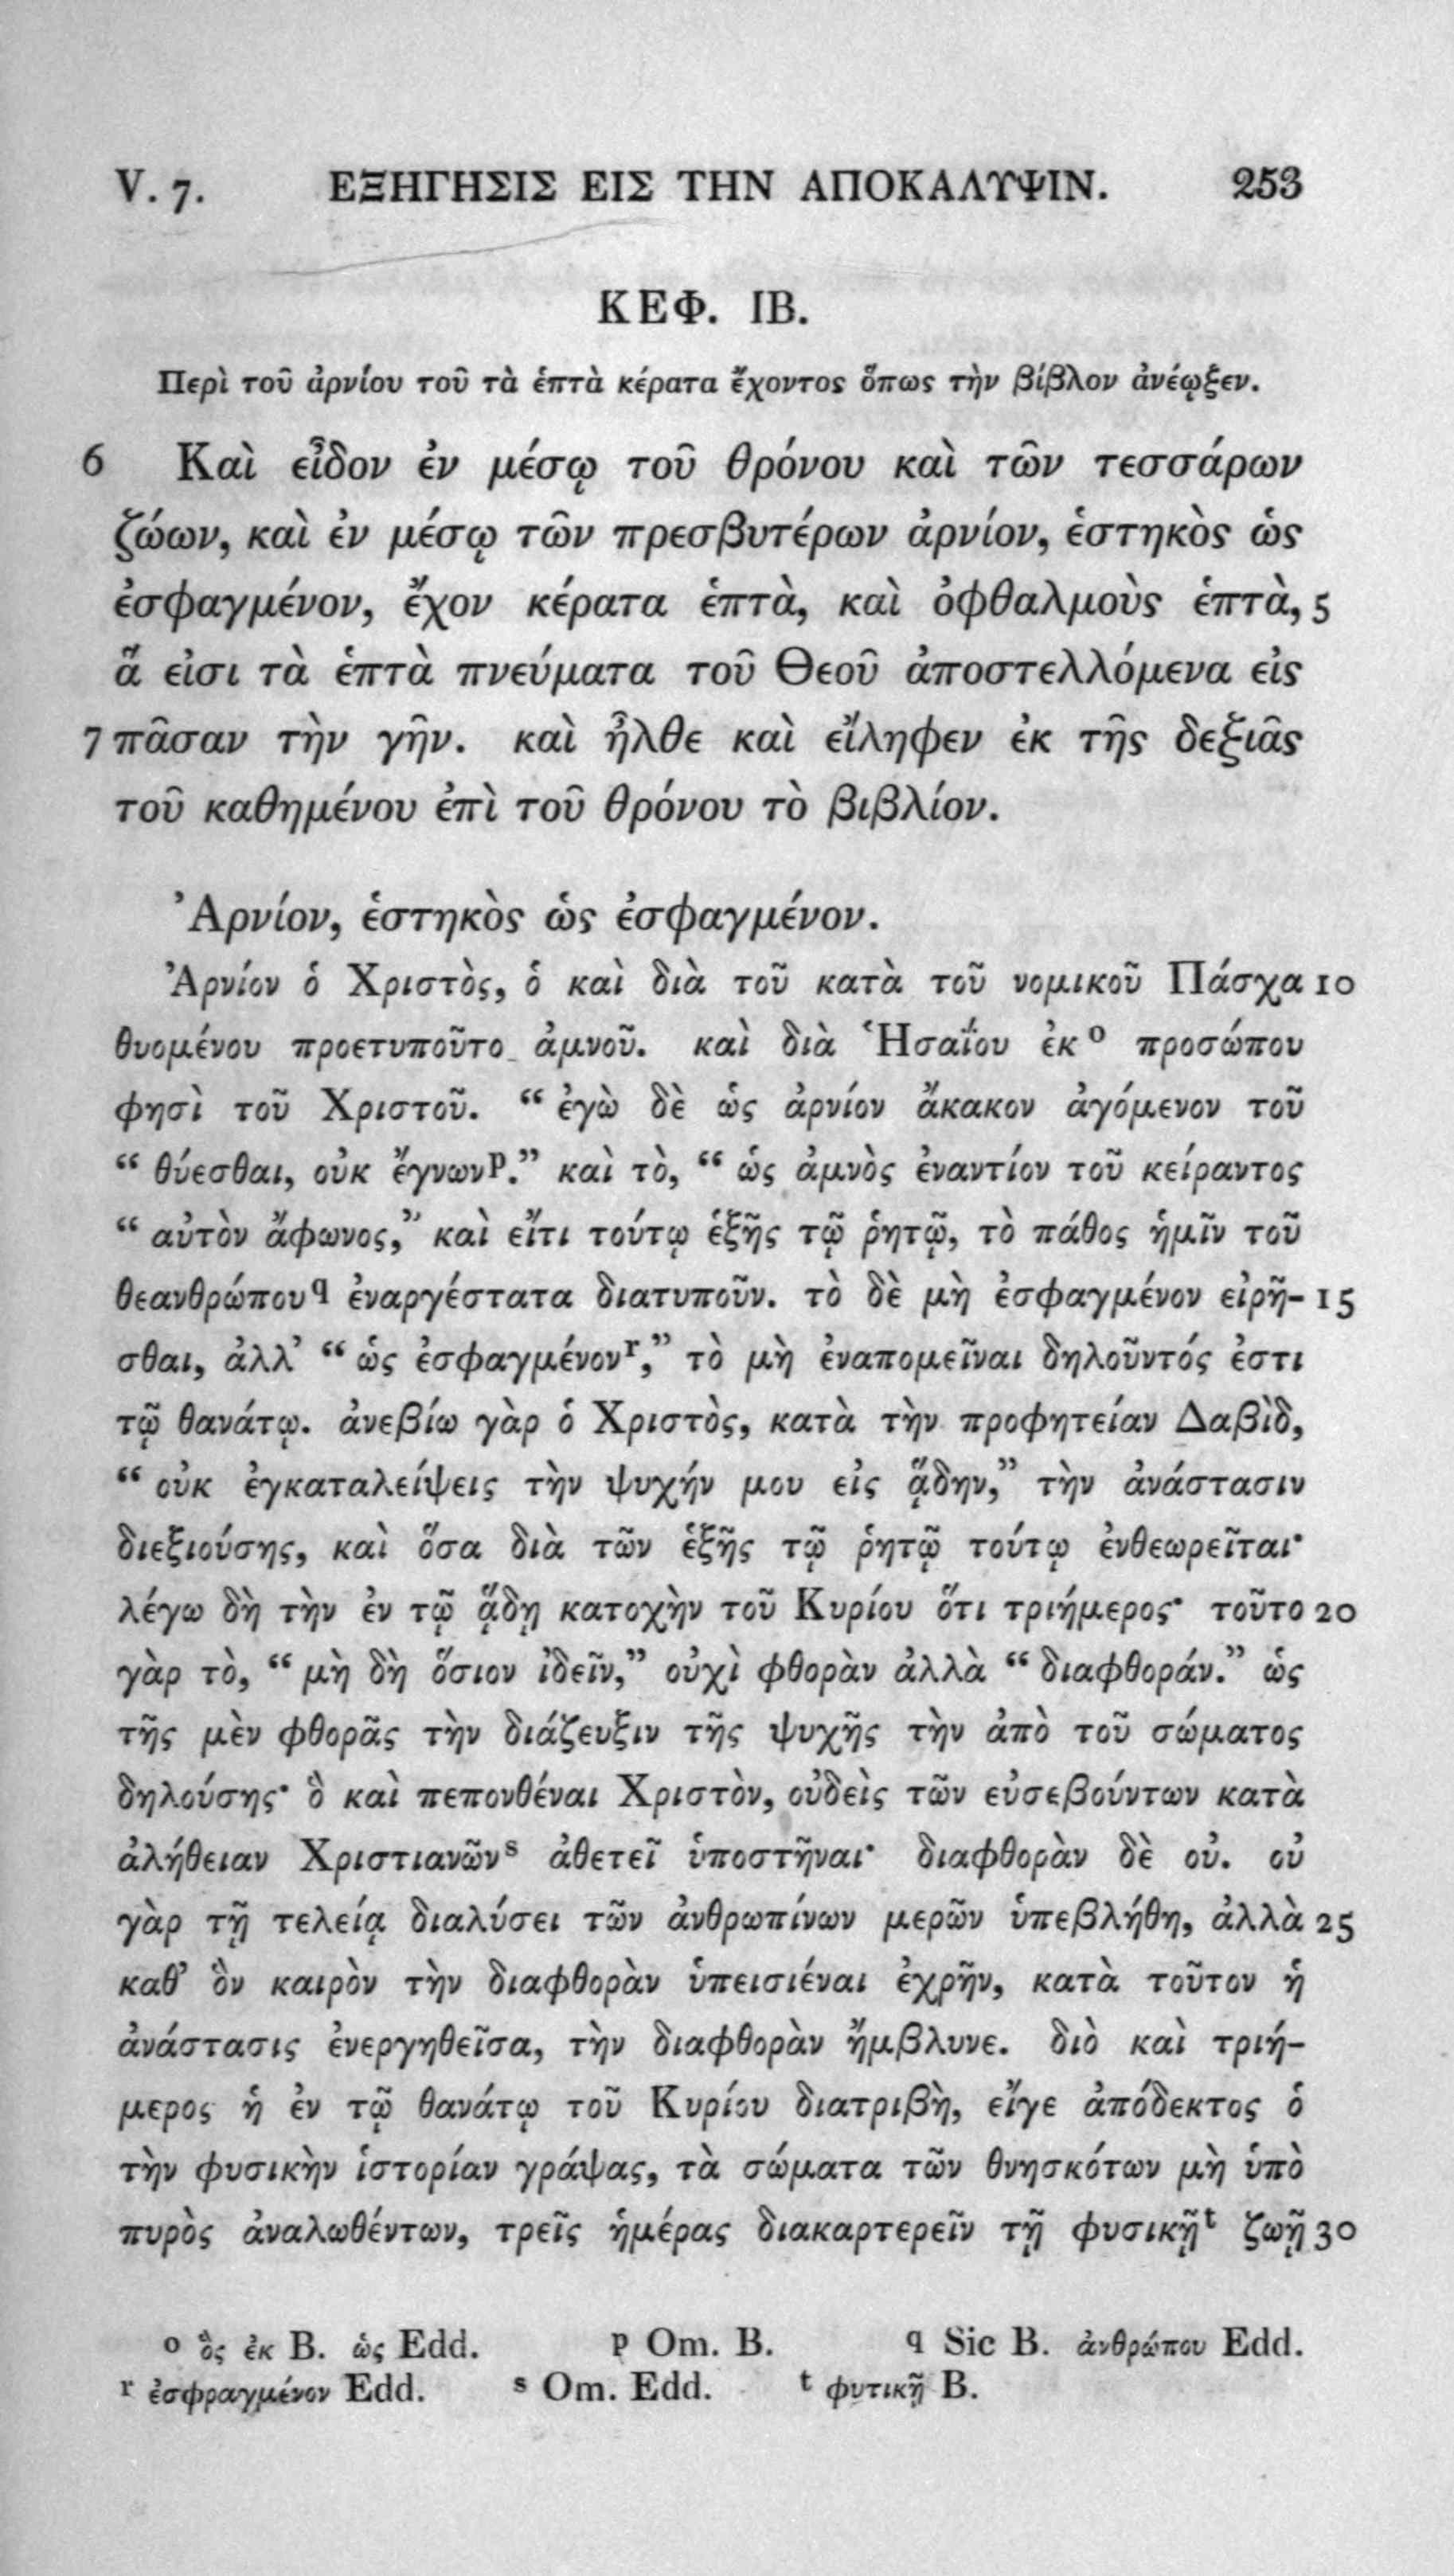 V. 7. ΕΞΗΓΗΣΙΣ ΕΙΣ ΤΗΝ ΑΠΟΚΑΛΥΨΙΝ. 253
ΚΕΦ. ΙΒ.
Περὶ τοῦ ἀρνίου τοῦ τὰ ἑπτὰ κέρατα ἔχοντος ὅπως τὴν βίβλον ἀνέῳξεν.
6 Καὶ εἶδον ἐν μέσῳ τοῦ θρόνου καὶ τῶν τεσσάρων
ζώων, καὶ ἐν μέσῳ τῶν πρεσβυτέρων ἀρνίον, ἑστηκὸς ὡς
ἐσφαγμένον, ἔχον κέρατα ἑπτὰ, καὶ ὀφθαλμοὺς ἑπτὰ, 5
ἅ εἰσι τὰ ἑπτὰ πνεύματα τοῦ Θεοῦ ἀποστελλόμενα εἰς
7 πᾶσαν τὴν γῆν. καὶ ἦλθε καὶ εἴληφεν ἐκ τῆς δεξιᾶς
τοῦ καθημένου ἐπὶ τοῦ θρόνου τὸ βιβλίον.
Ἀρνίον, ἑστηκὸς ὡς ἐσφαγμένον.
Ἀρνίον ὁ Χριστὸς, ὁ καὶ διὰ τοῦ κατὰ τοῦ νομικοῦ Πάσχα 10
θυομένου προετυποῦτο ἀμνοῦ. καὶ διὰ Ἡσαΐου ἐκ ᵒ προσώπου
φησὶ τοῦ Χριστοῦ. “ ἐγὼ δὲ ὡς ἀρνίον ἄκακον ἀγόμενον τοῦ
“ θύεσθαι, οὐκ ἔγνων ᵖ.” καὶ τὸ, “ ὡς ἀμνὸς ἐναντίον τοῦ κείραντος
“ αὐτὸν ἄφωνος,” καὶ εἴτι τούτῳ ἑξῆς τῷ ῥητῷ, τὸ πάθος ἡμῖν τοῦ
θεανθρώπου q ἐναργέστατα διατυποῦν. τὸ δὲ μὴ ἐσφαγμένον εἰρῆ- 15
σθαι, ἀλλ’ “ ὡς ἐσφαγμένον ʳ,” τὸ μὴ ἐναπομεῖναι δηλοῦντός ἐστι
τῷ θανάτῳ. ἀνεβίω γὰρ ὁ Χριστὸς, κατὰ τὴν προφητείαν Δαβὶδ,
“ οὐκ ἐγκαταλείψεις τὴν ψυχήν μου εἰς ᾅδην,” τὴν ἀνάστασιν
διεξιούσης, καὶ ὅσα διὰ τῶν ἑξῆς τῷ ῥητῷ τούτῳ ἐνθεωρεῖται·
λέγω δὴ τὴν ἐν τῷ ᾅδῃ κατοχὴν τοῦ Κυρίου ὅτι τριήμερος· τοῦτο 20
γὰρ τὸ, “ μὴ δὴ ὅσιον ἰδεῖν,” οὐχὶ φθορὰν ἀλλὰ “ διαφθοράν.” ὡς
τῆς μὲν φθορᾶς τὴν διάζευξιν τῆς ψυχῆς τὴν ἀπὸ τοῦ σώματος
δηλούσης· ὃ καὶ πεπονθέναι Χριστὸν, οὐδεὶς τῶν εὐσεβούντων κατὰ
ἀλήθειαν Χριστιανῶν ˢ ἀθετεῖ ὑποστῆναι· διαφθορὰν δὲ οὐ. οὐ
γὰρ τῇ τελείᾳ διαλύσει τῶν ἀνθρωπίνων μερῶν ὑπεβλήθη, ἀλλὰ 25
καθ’ ὃν καιρὸν τὴν διαφθορὰν ὑπεισιέναι ἐχρῆν, κατὰ τοῦτον ἡ
ἀνάστασις ἐνεργηθεῖσα, τὴν διαφθορὰν ἤμβλυνε. διὸ καὶ τριή-
μερος ἡ ἐν τῷ θανάτῳ τοῦ Κυρίου διατριβὴ, εἴγε ἀπόδεκτος ὁ
τὴν φυσικὴν ἱστορίαν γράψας, τὰ σώματα τῶν θνησκότων μὴ ὑπὸ
πυρὸς ἀναλωθέντων, τρεῖς ἡμέρας διακαρτερεῖν τῇ φυσικῇ ᵗ ζωῇ 30
ᵒ ὃς ἐκ B. ὡς Edd. ᵖ Om. B. q Sic B. ἀνθρώπου Edd.
ʳ ἐσφραγμένον Edd. ˢ Om. Edd. ᵗ φυτικῇ B.